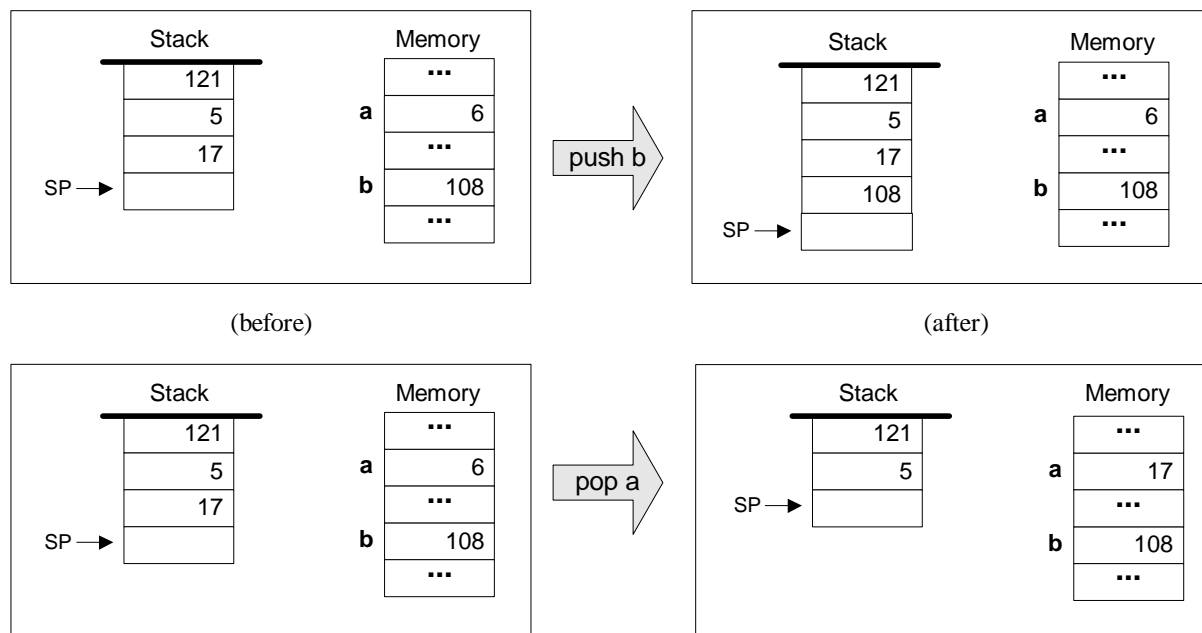 Stack Memory Stack Memory
... ...
121 121
a 6 5 a 6
5 17
17 ... push b ...
SP b 108 108 b 108
... SP ...
(before) (after)
Stack Memory Stack Memory
121 ... 121 ...
5 a 6 5 a 17
17 ... pop a SP ...
SP b 108 b 108
... ...